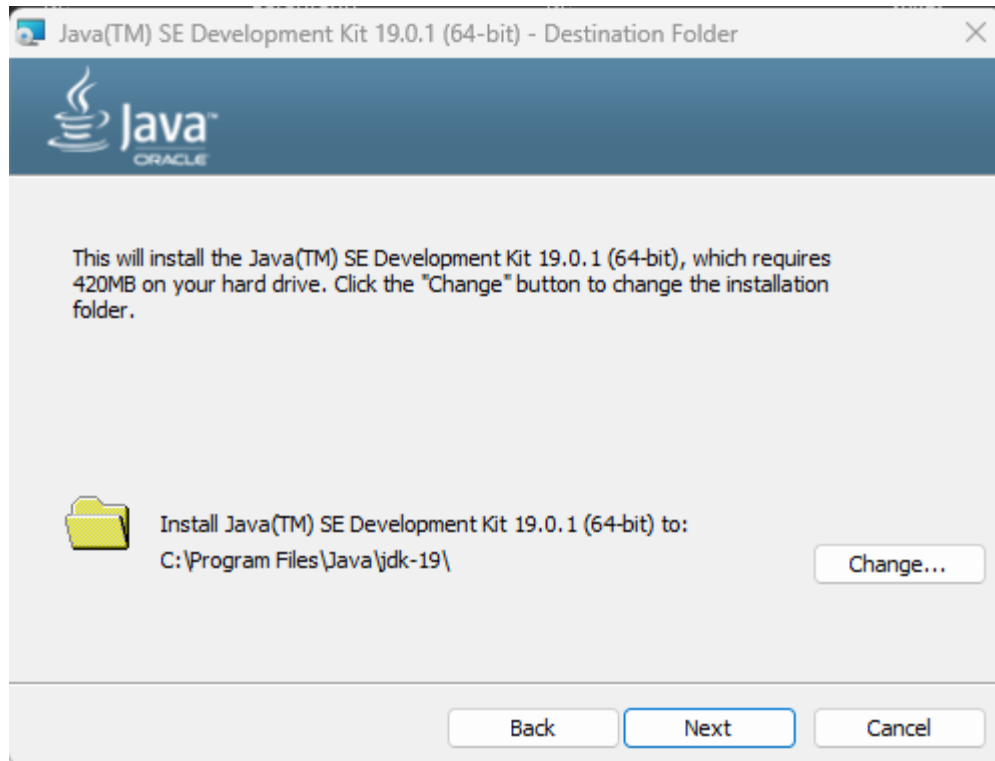 Java(TM) SE Development Kit 19.0.1 (64-bit) - Destination Folder
Java™
ORACLE
This will install the Java(TM) SE Development Kit 19.0.1 (64-bit), which requires
420MB on your hard drive. Click the "Change" button to change the installation
folder.
Install Java(TM) SE Development Kit 19.0.1 (64-bit) to:
C:\Program Files\Java\jdk-19\
Change...
Back
Next
Cancel